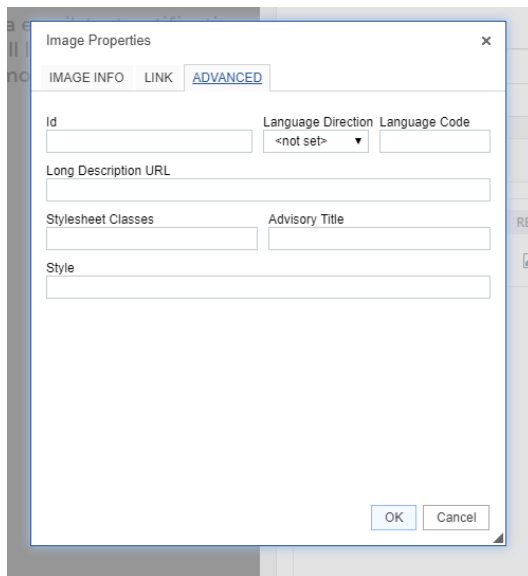 Image Properties ×
IMAGE INFO LINK ADVANCED
Id Language Direction Language Code
<not set> ▼
Long Description URL
Stylesheet Classes Advisory Title
Style
OK Cancel